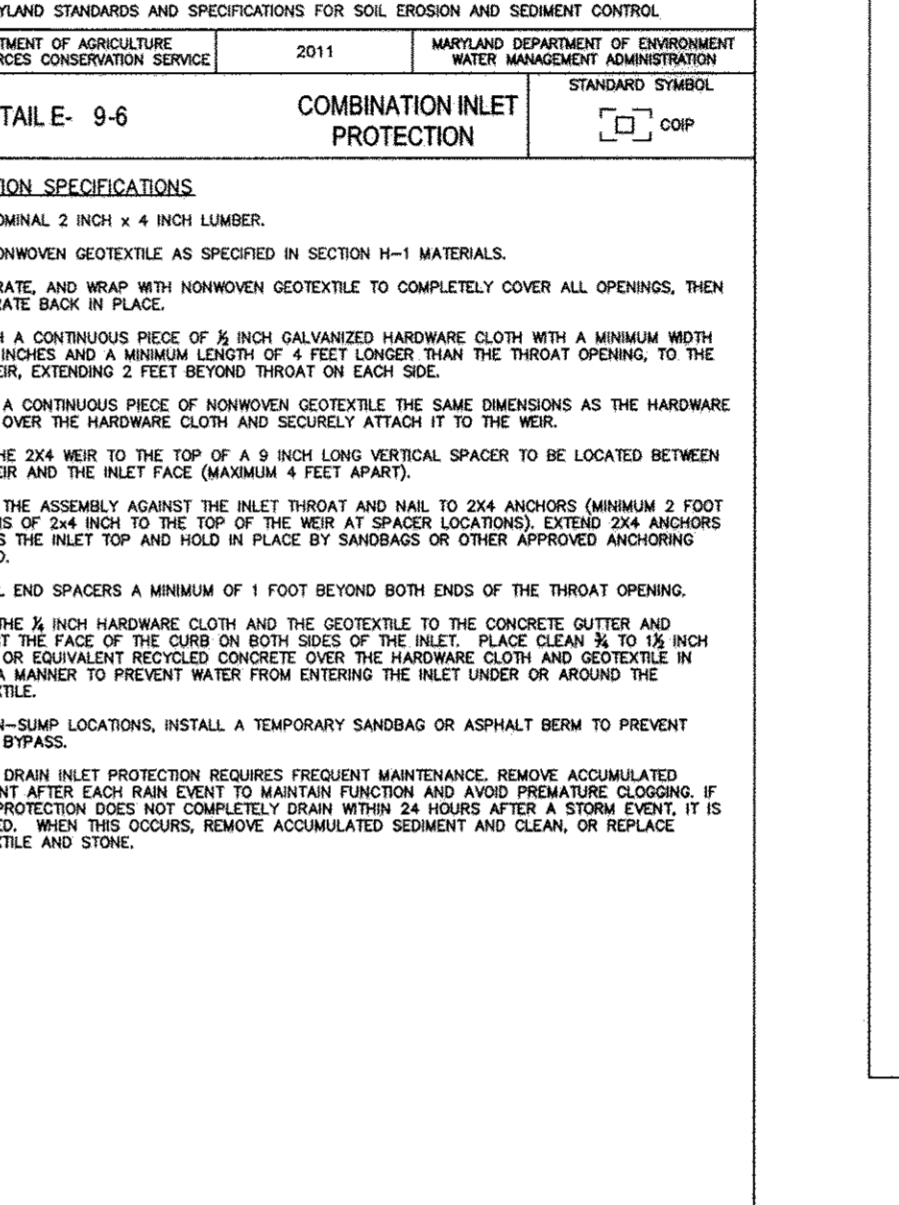 YLAND STANDARDS AND SPECIFICATIONS FOR SOIL EROSION AND SEDIMENT CONTROL
TMENT OF AGRICULTURE
RCES CONSERVATION SERVICE
2011
MARYLAND DEPARTMENT OF ENVIRONMENT
WATER MANAGEMENT ADMINISTRATION
TAIL E- 9-6
COMBINATION INLET
PROTECTION
STANDARD SYMBOL
COIP
ION SPECIFICATIONS
OMINAL 2 INCH x 4 INCH LUMBER.
ONWOVEN GEOTEXTILE AS SPECIFIED IN SECTION H-1 MATERIALS.
RATE, AND WRAP WITH NONWOVEN GEOTEXTILE TO COMPLETELY COVER ALL OPENINGS, THEN
RATE BACK IN PLACE.
H A CONTINUOUS PIECE OF ½ INCH GALVANIZED HARDWARE CLOTH WITH A MINIMUM WIDTH
INCHES AND A MINIMUM LENGTH OF 4 FEET LONGER THAN THE THROAT OPENING, TO THE
EIR, EXTENDING 2 FEET BEYOND THROAT ON EACH SIDE.
A CONTINUOUS PIECE OF NONWOVEN GEOTEXTILE THE SAME DIMENSIONS AS THE HARDWARE
OVER THE HARDWARE CLOTH AND SECURELY ATTACH IT TO THE WEIR.
HE 2X4 WEIR TO THE TOP OF A 9 INCH LONG VERTICAL SPACER TO BE LOCATED BETWEEN
EIR AND THE INLET FACE (MAXIMUM 4 FEET APART).
THE ASSEMBLY AGAINST THE INLET THROAT AND NAIL TO 2X4 ANCHORS (MINIMUM 2 FOOT
IS OF 2x4 INCH TO THE TOP OF THE WEIR AT SPACER LOCATIONS). EXTEND 2X4 ANCHORS
S THE INLET TOP AND HOLD IN PLACE BY SANDBAGS OR OTHER APPROVED ANCHORING
D.
L END SPACERS A MINIMUM OF 1 FOOT BEYOND BOTH ENDS OF THE THROAT OPENING.
THE ¼ INCH HARDWARE CLOTH AND THE GEOTEXTILE TO THE CONCRETE GUTTER AND
T THE FACE OF THE CURB ON BOTH SIDES OF THE INLET. PLACE CLEAN ¾ TO 1½ INCH
OR EQUIVALENT RECYCLED CONCRETE OVER THE HARDWARE CLOTH AND GEOTEXTILE IN
A MANNER TO PREVENT WATER FROM ENTERING THE INLET UNDER OR AROUND THE
TILE.
N-SUMP LOCATIONS, INSTALL A TEMPORARY SANDBAG OR ASPHALT BERM TO PREVENT
BYPASS.
DRAIN INLET PROTECTION REQUIRES FREQUENT MAINTENANCE. REMOVE ACCUMULATED
NT AFTER EACH RAIN EVENT TO MAINTAIN FUNCTION AND AVOID PREMATURE CLOGGING. IF
PROTECTION DOES NOT COMPLETELY DRAIN WITHIN 24 HOURS AFTER A STORM EVENT, IT IS
ED. WHEN THIS OCCURS, REMOVE ACCUMULATED SEDIMENT AND CLEAN, OR REPLACE
TILE AND STONE.